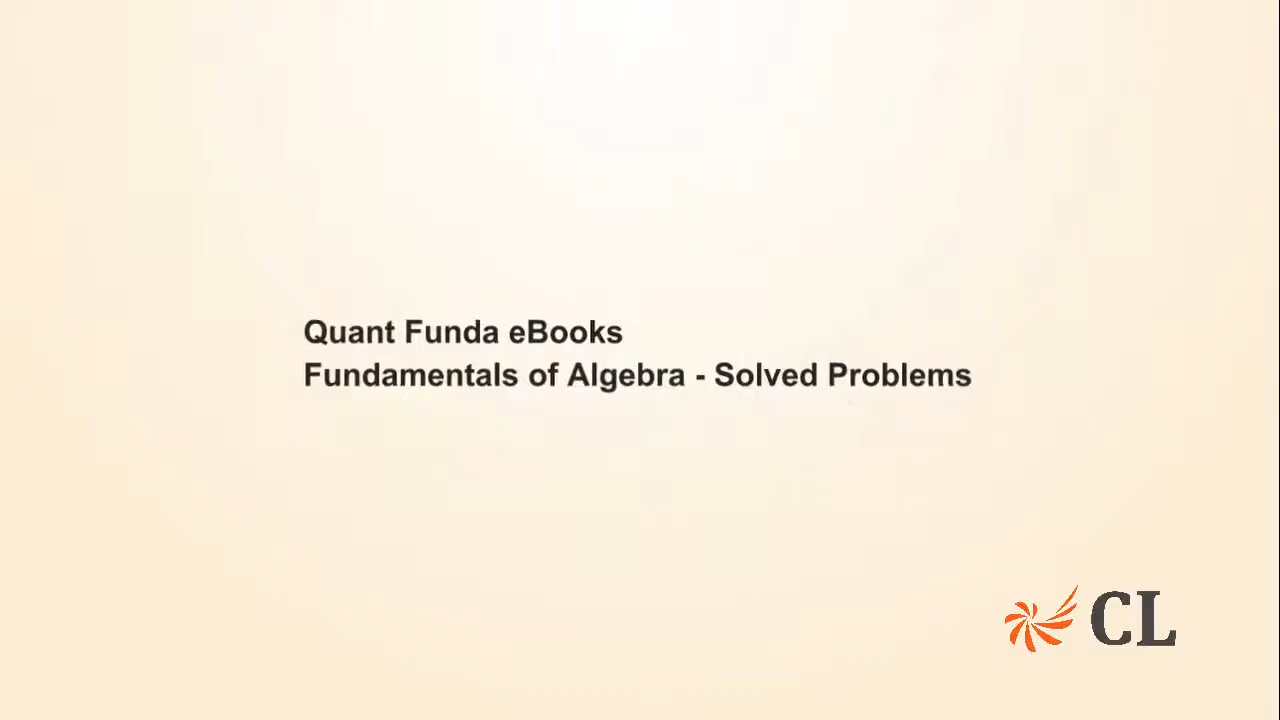 Quant Funda eBooks
Fundamentals of Algebra - Solved Problems
CL